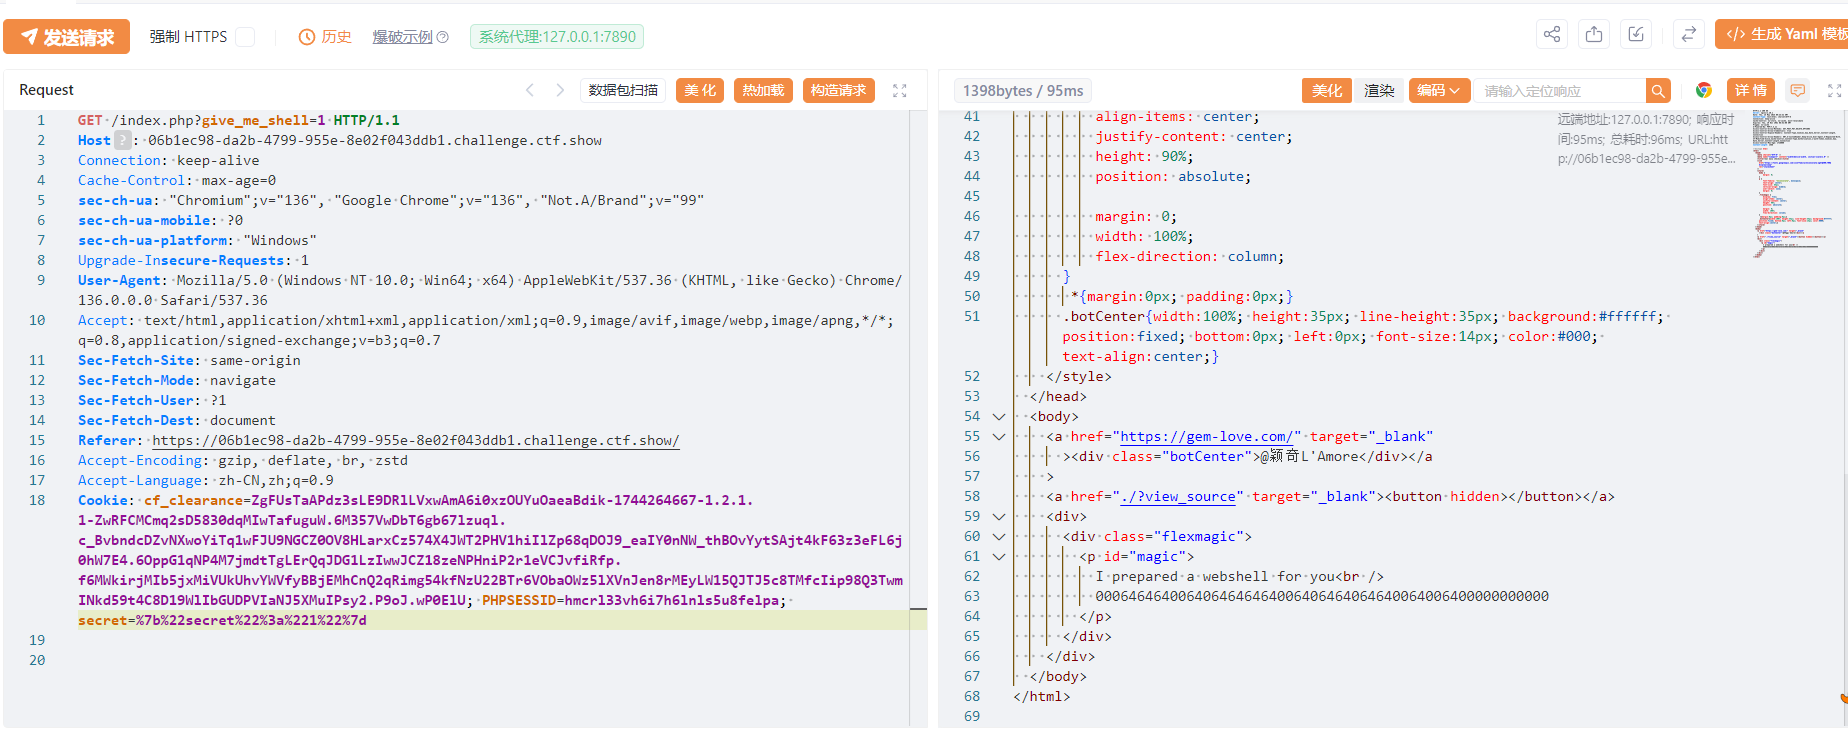 发送请求 强制 HTTPS 历史 爆破示例 系统代理:127.0.0.1:7890 </> 生成 Yaml 模板
Request 数据包扫描 美化 热加载 构造请求
1 GET /index.php?give_me_shell=1 HTTP/1.1
2 Host ? : 06b1ec98-da2b-4799-955e-8e02f043ddb1.challenge.ctf.show
3 Connection: keep-alive
4 Cache-Control: max-age=0
5 sec-ch-ua: "Chromium";v="136", "Google Chrome";v="136", "Not.A/Brand";v="99"
6 sec-ch-ua-mobile: ?0
7 sec-ch-ua-platform: "Windows"
8 Upgrade-Insecure-Requests: 1
9 User-Agent: Mozilla/5.0 (Windows NT 10.0; Win64; x64) AppleWebKit/537.36 (KHTML, like Gecko) Chrome/
136.0.0.0 Safari/537.36
10 Accept: text/html,application/xhtml+xml,application/xml;q=0.9,image/avif,image/webp,image/apng,*/*;
q=0.8,application/signed-exchange;v=b3;q=0.7
11 Sec-Fetch-Site: same-origin
12 Sec-Fetch-Mode: navigate
13 Sec-Fetch-User: ?1
14 Sec-Fetch-Dest: document
15 Referer: https://06b1ec98-da2b-4799-955e-8e02f043ddb1.challenge.ctf.show/
16 Accept-Encoding: gzip, deflate, br, zstd
17 Accept-Language: zh-CN,zh;q=0.9
18 Cookie: cf_clearance=ZgFUsTaAPdz3sLE9DRlLVxwAmA6i0xzOUYuOaeaBdik-1744264667-1.2.1.
1-ZwRFCMCmq2sD5830dqMIwTafuguW.6M357VwDbT6gb67lzuql.
c_BvbndcDZvNXwoYiTq1wFJU9NGCZ0OV8HLarxCz574X4JWT2PHV1hiIlZp68qDOJ9_eaIY0nNW_thBOvYytSAjt4kF63z3eFL6j
0hW7E4.6OppG1qNP4M7jmdtTgLErQqJDG1LzIwwJCZ18zeNPHniP2r1eVCJvfiRfp.
f6MWkirjMIb5jxMiVUkUhvYWVfyBBjEMhCnQ2qRimg54kfNzU22BTr6VObaOWz5lXVnJen8rMEyLW15QJTJ5c8TMfcIip98Q3Twm
INkd59t4C8D19WlIbGUDPVIaNJ5XMuIPsy2.P9oJ.wP0ElU; PHPSESSID=hmcrl33vh6i7h6lnls5u8felpa;
secret=%7b%22secret%22%3a%221%22%7d
19
20
1398bytes / 95ms 美化 渲染 编码 请输入定位响应 详情
远端地址:127.0.0.1:7890; 响应时
间:95ms; 总耗时:96ms; URL:htt
p://06b1ec98-da2b-4799-955e...
41 align-items: center;
42 justify-content: center;
43 height: 90%;
44 position: absolute;
45
46 margin: 0;
47 width: 100%;
48 flex-direction: column;
49 }
50 *{margin:0px; padding:0px;}
51 .botCenter{width:100%; height:35px; line-height:35px; background:#ffffff;
position:fixed; bottom:0px; left:0px; font-size:14px; color:#000;
text-align:center;}
52 </style>
53 </head>
54 <body>
55 <a href="https://gem-love.com/" target="_blank"
56 ><div class="botCenter">@颖奇L'Amore</div></a
57 >
58 <a href="./?view_source" target="_blank"><button hidden></button></a>
59 <div>
60 <div class="flexmagic">
61 <p id="magic">
62 I prepared a webshell for you<br />
63 0006464640064064646464006406464064640064006400000000000
64 </p>
65 </div>
66 </div>
67 </body>
68 </html>
69